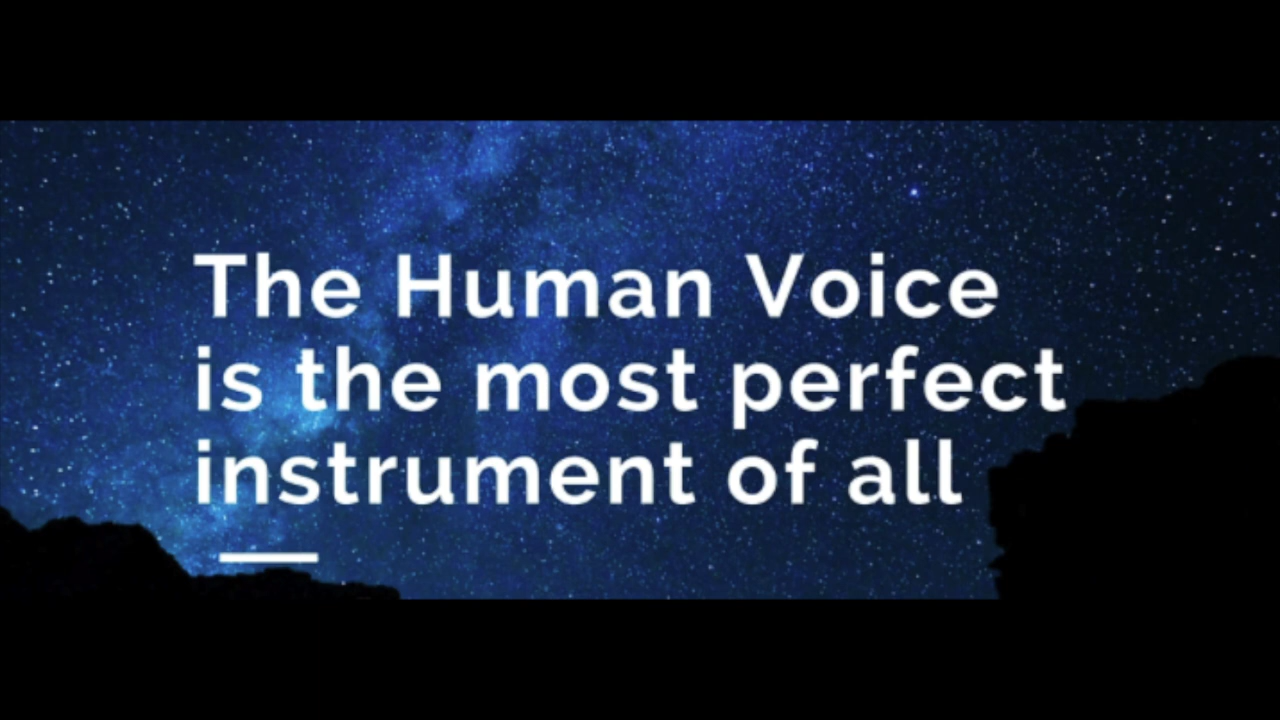 The Human Voice
is the most perfect
instrument of all